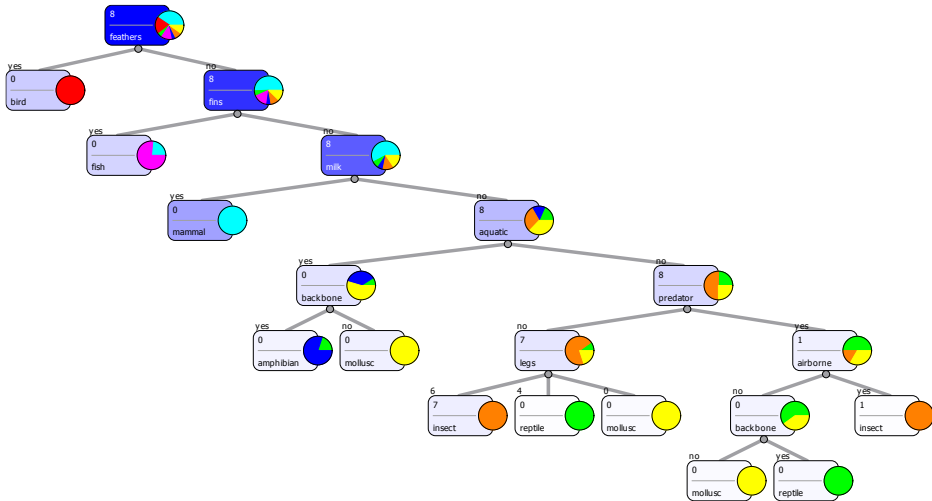 8
feathers
yes
no
0
bird
8
fins
yes
no
0
fish
8
milk
yes
no
0
mammal
8
aquatic
yes
no
0
backbone
8
predator
yes
no
no
yes
0
amphibian
0
mollusc
7
legs
1
airborne
6
4
0
no
yes
7
insect
0
reptile
0
mollusc
0
backbone
1
insect
no
yes
0
mollusc
0
reptile